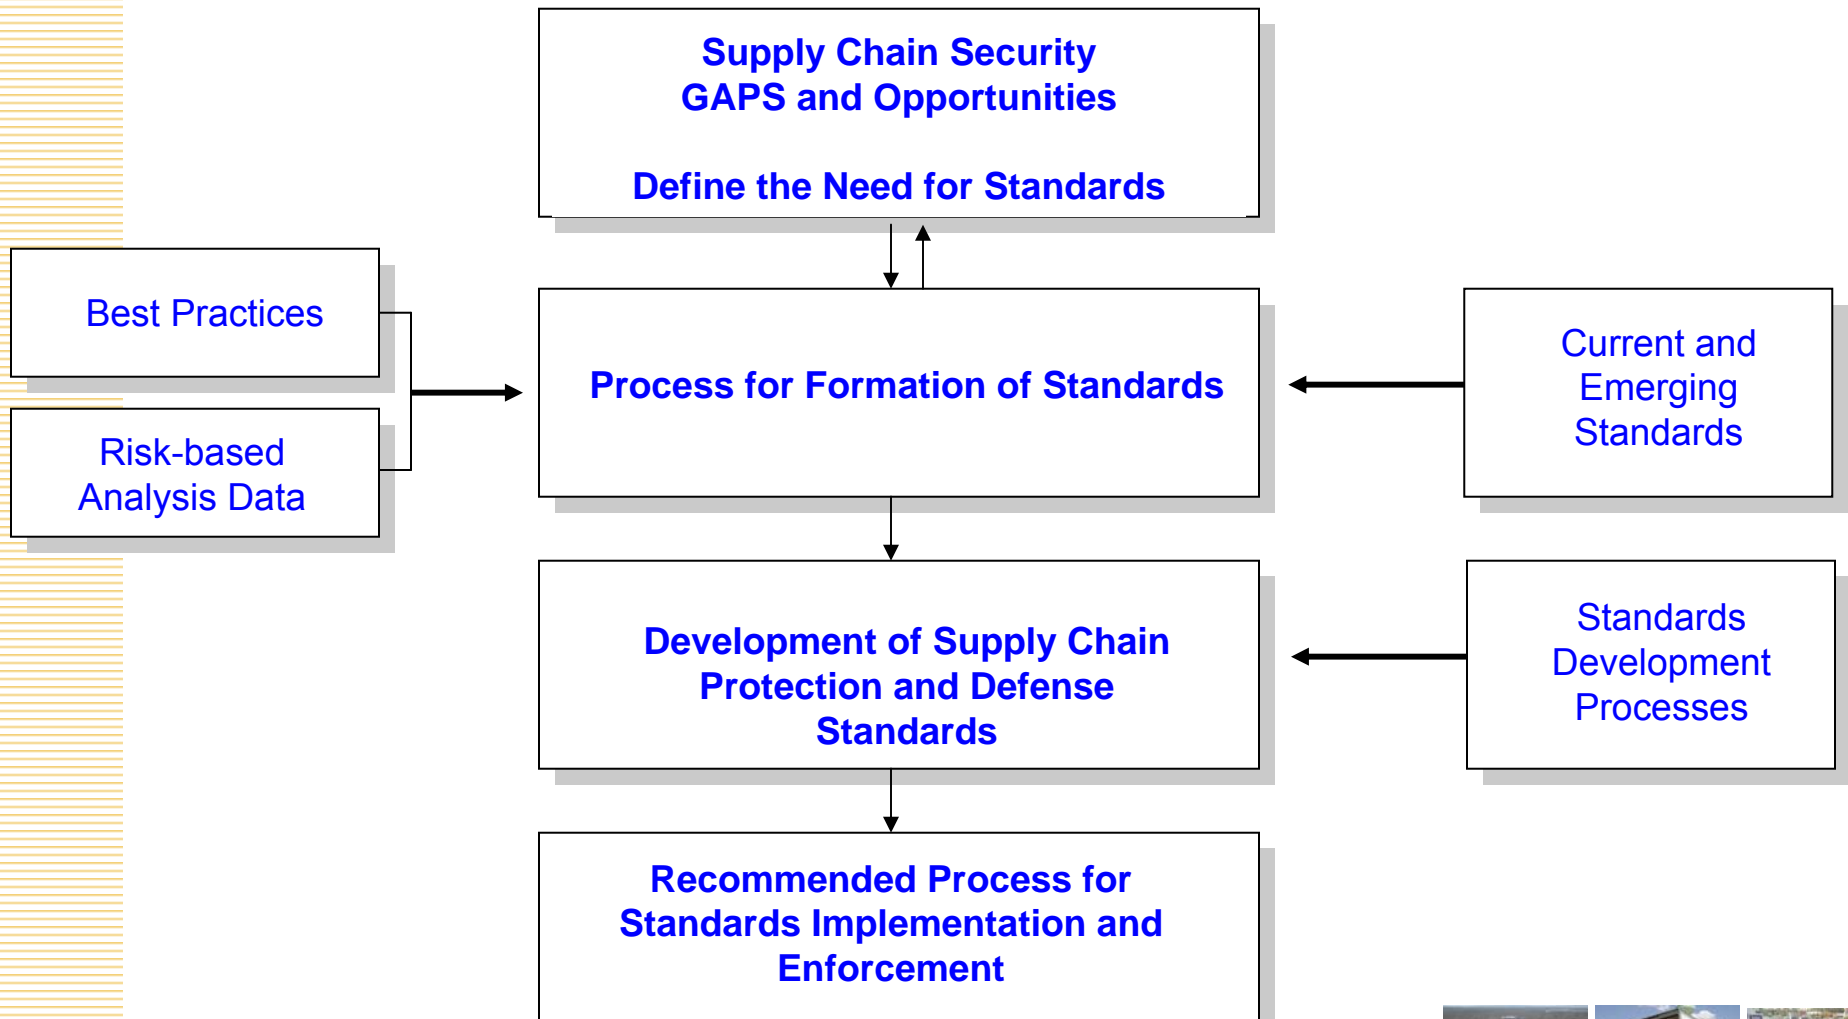 Supply Chain Security
GAPS and Opportunities
Define the Need for Standards
Best Practices
Risk-based
Analysis Data
Process for Formation of Standards
Current and
Emerging
Standards
Development of Supply Chain
Protection and Defense
Standards
Standards
Development
Processes
Recommended Process for
Standards Implementation and
Enforcement